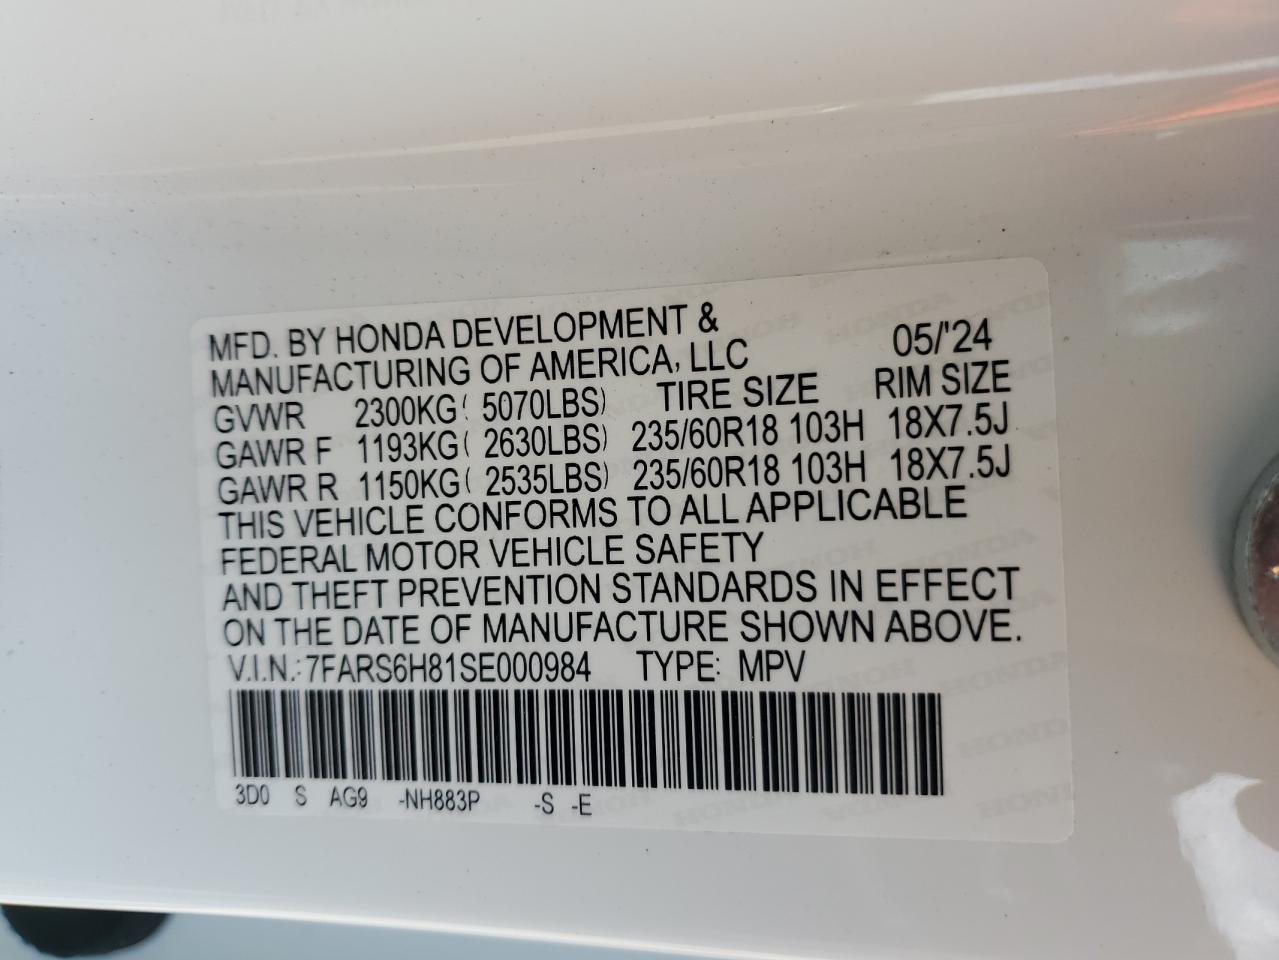 MFD. BY HONDA DEVELOPMENT &
MANUFACTURING OF AMERICA, LLC 05/'24
GVWR 2300KG( 5070LBS) TIRE SIZE RIM SIZE
GAWR F 1193KG( 2630LBS) 235/60R18 103H 18X7.5J
GAWR R 1150KG( 2535LBS) 235/60R18 103H 18X7.5J
THIS VEHICLE CONFORMS TO ALL APPLICABLE
FEDERAL MOTOR VEHICLE SAFETY
AND THEFT PREVENTION STANDARDS IN EFFECT
ON THE DATE OF MANUFACTURE SHOWN ABOVE.
V.I.N.: 7FARS6H81SE000984 TYPE: MPV
3D0 S AG9 -NH883P -S -E